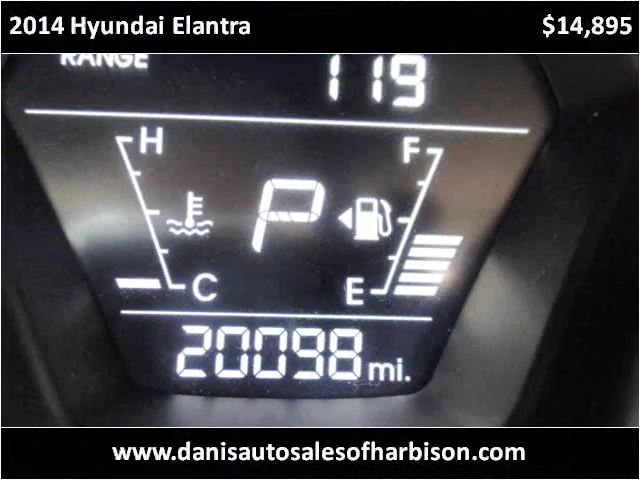 2014 Hyundai Elantra $14,895
RANGE 119
H F
P
C E
20098 mi.
www.danisautosalesofharbison.com